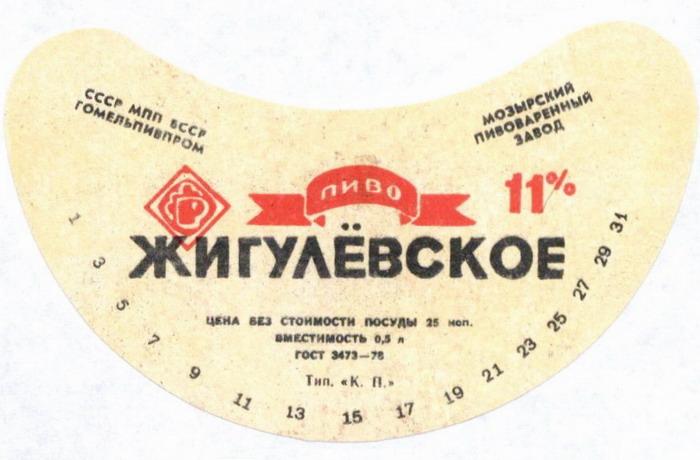 СССР МПП БССР
ГОМЕЛЬПИВПРОМ
МОЗЫРСКИЙ
ПИВОВАРЕННЫЙ
ЗАВОД
ПИВО
11%
ЖИГУЛЁВСКОЕ
ЦЕНА БЕЗ СТОИМОСТИ ПОСУДЫ 25 коп.
ВМЕСТИМОСТЬ 0,5 л
ГОСТ 3473—78
Тип. «К. П.»
1 3 5 7 9 11 13 15 17 19 21 23 25 27 29 31